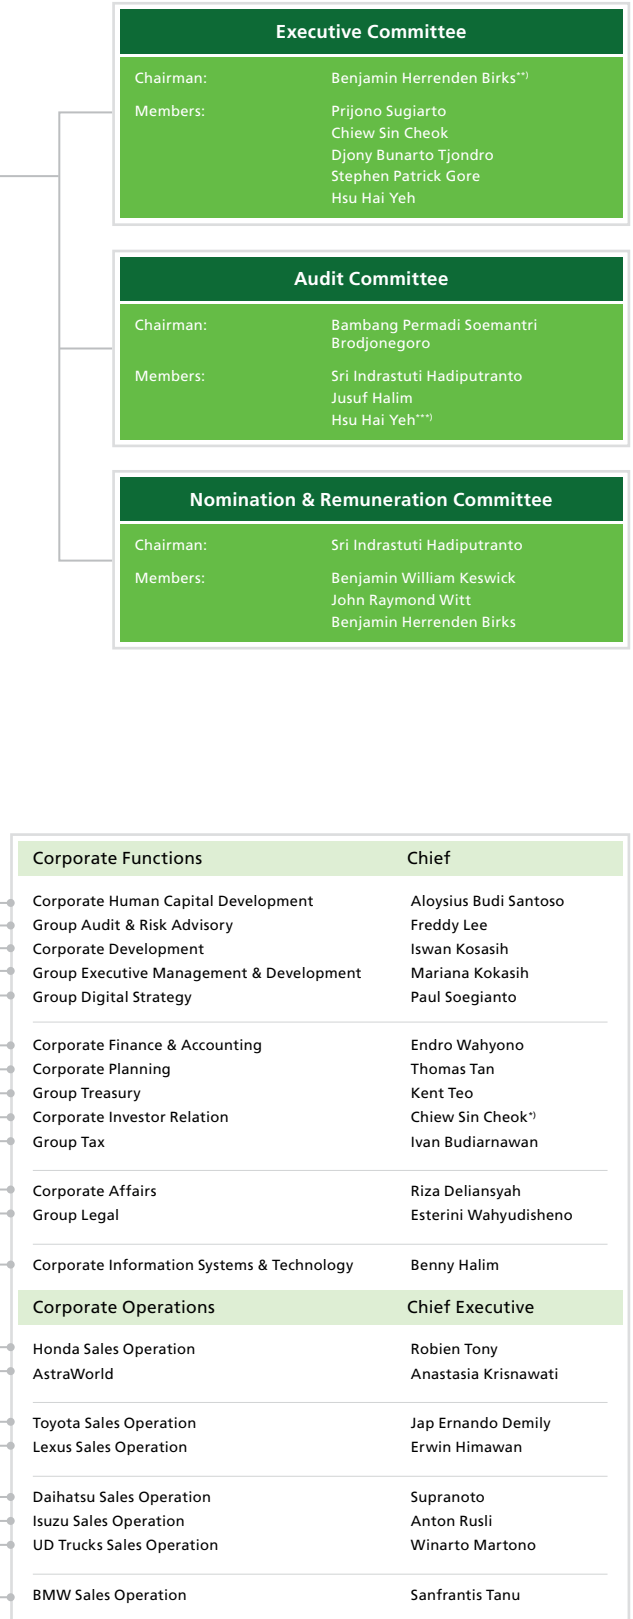 Executive Committee
Chairman: Benjamin Herrenden Birks**)
Members: Prijono Sugiarto
Chiew Sin Cheok
Djony Bunarto Tjondro
Stephen Patrick Gore
Hsu Hai Yeh
Audit Committee
Chairman: Bambang Permadi Soemantri
Brodjonegoro
Members: Sri Indrastuti Hadiputranto
Jusuf Halim
Hsu Hai Yeh***)
Nomination & Remuneration Committee
Chairman: Sri Indrastuti Hadiputranto
Members: Benjamin William Keswick
John Raymond Witt
Benjamin Herrenden Birks
Corporate Functions Chief
Corporate Human Capital Development Aloysius Budi Santoso
Group Audit & Risk Advisory Freddy Lee
Corporate Development Iswan Kosasih
Group Executive Management & Development Mariana Kokasih
Group Digital Strategy Paul Soegianto
Corporate Finance & Accounting Endro Wahyono
Corporate Planning Thomas Tan
Group Treasury Kent Teo
Corporate Investor Relation Chiew Sin Cheok*)
Group Tax Ivan Budiarnawan
Corporate Affairs Riza Deliansyah
Group Legal Esterini Wahyudisheno
Corporate Information Systems & Technology Benny Halim
Corporate Operations Chief Executive
Honda Sales Operation Robien Tony
AstraWorld Anastasia Krisnawati
Toyota Sales Operation Jap Ernando Demily
Lexus Sales Operation Erwin Himawan
Daihatsu Sales Operation Supranoto
Isuzu Sales Operation Anton Rusli
UD Trucks Sales Operation Winarto Martono
BMW Sales Operation Sanfrantis Tanu